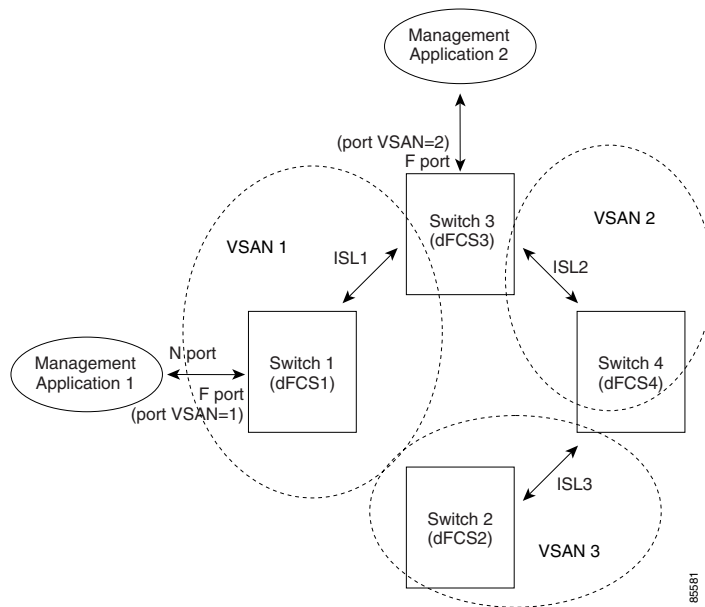 Management
Application 2
(port VSAN=2)
F port
Switch 3
(dFCS3)
VSAN 2
VSAN 1
ISL1
ISL2
Management
Application 1
N port
F port
(port VSAN=1)
Switch 1
(dFCS1)
Switch 4
(dFCS4)
ISL3
Switch 2
(dFCS2)
VSAN 3
85581